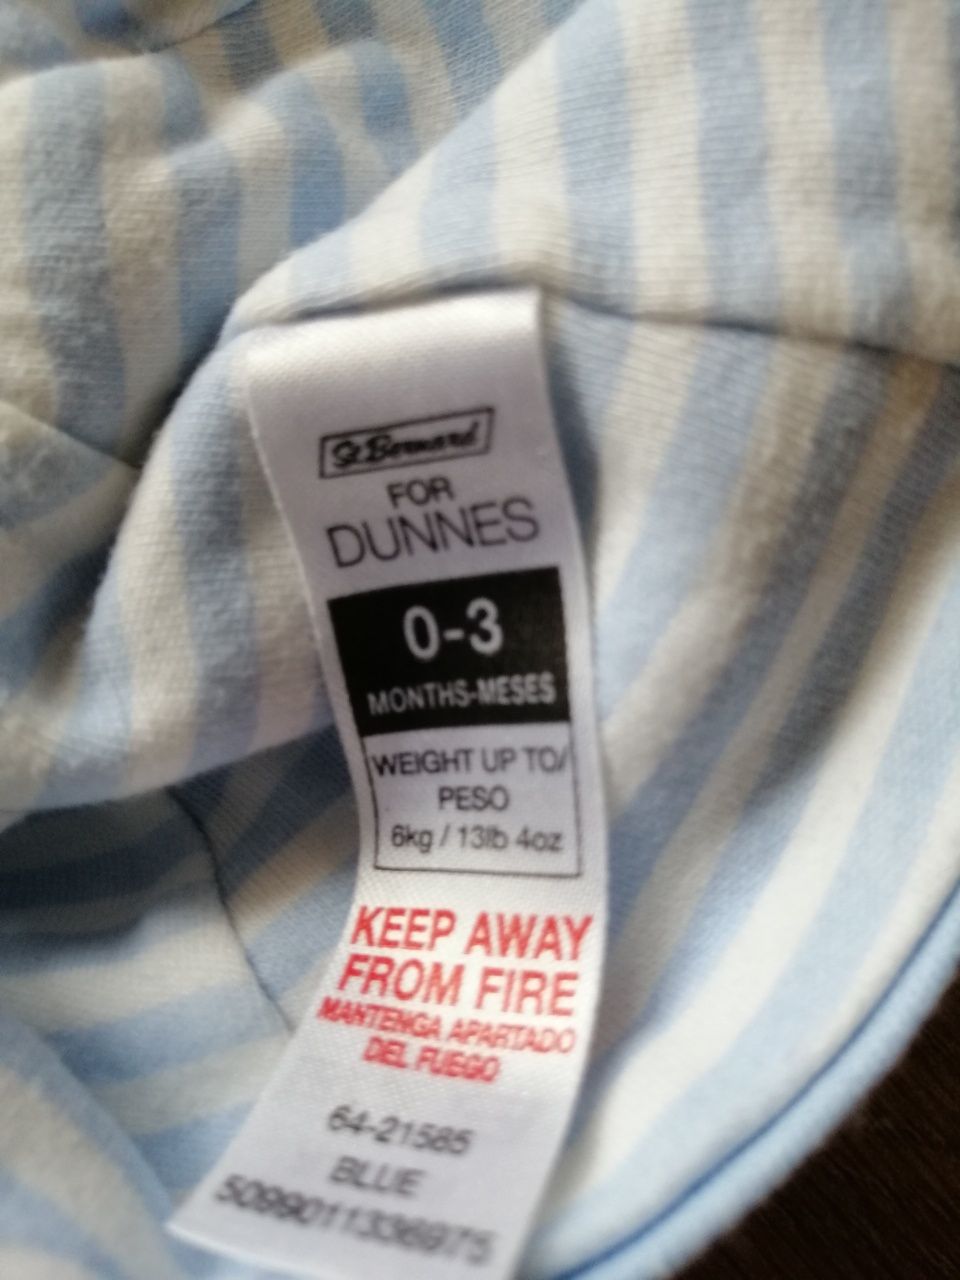 St.Bernard
FOR
DUNNES
0-3
MONTHS-MESES
WEIGHT UP TO/
PESO
6kg / 13lb 4oz
KEEP AWAY
FROM FIRE
MANTENGA APARTADO
DEL FUEGO
64-21585
BLUE
5099011336975